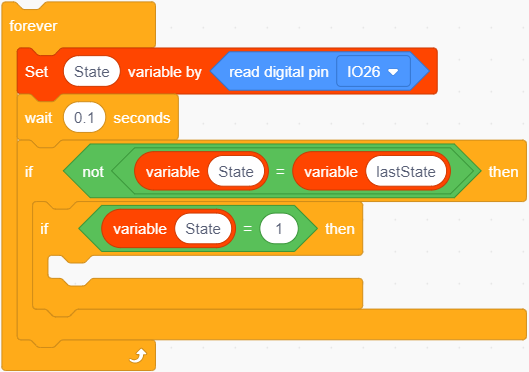 forever
Set State variable by read digital pin IO26
wait 0.1 seconds
if not variable State = variable lastState then
if variable State = 1 then